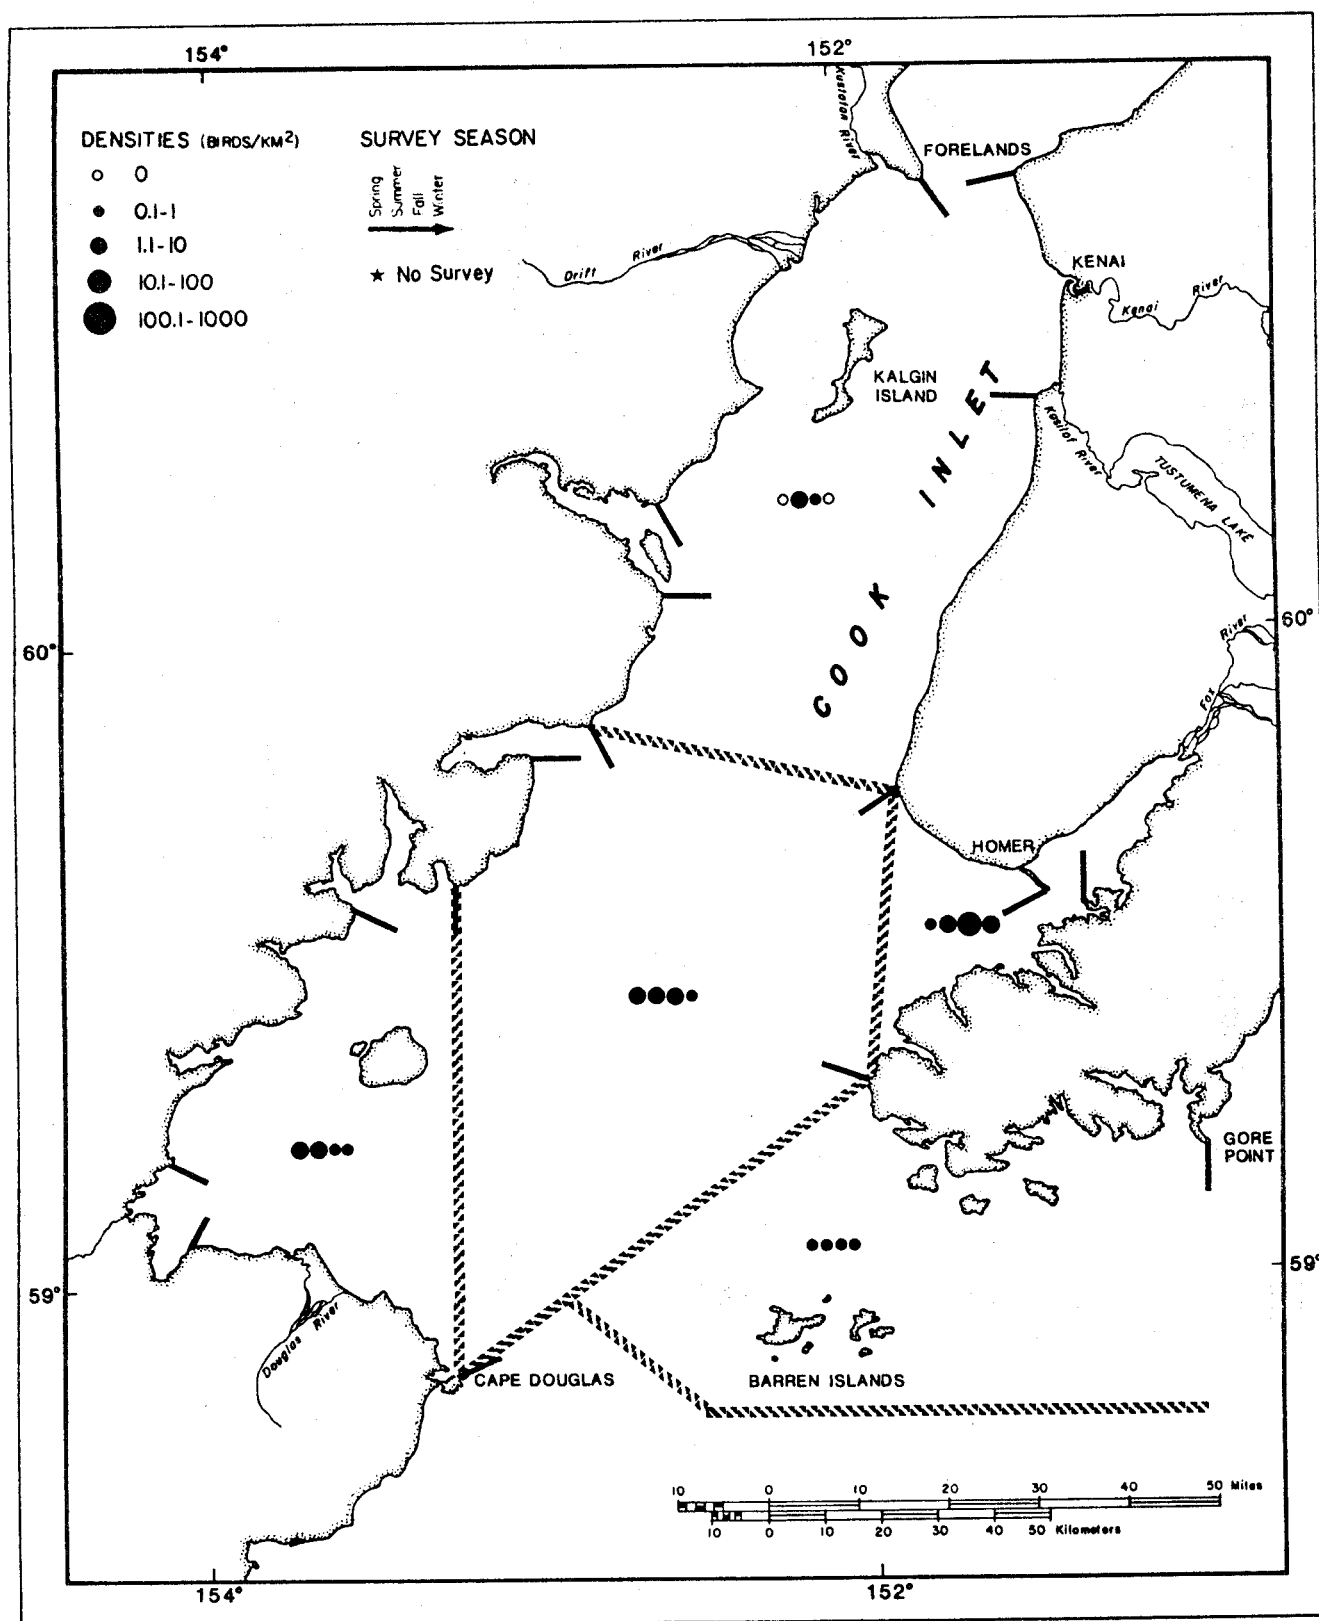 154°
152°
DENSITIES (BIRDS/KM²)
0
0.1-1
1.1-10
10.1-100
100.1-1000
SURVEY SEASON
Spring
Summer
Fall
Winter
★ No Survey
Kustatan River
FORELANDS
Drift River
KENAI
Kenai River
KALGIN
ISLAND
COOK INLET
Kasilof River
TUSTUMENA LAKE
60°
60°
Fox River
HOMER
GORE
POINT
59°
59°
Douglas River
CAPE DOUGLAS
BARREN ISLANDS
10 0 10 20 30 40 50 Miles
10 0 10 20 30 40 50 Kilometers
154°
152°